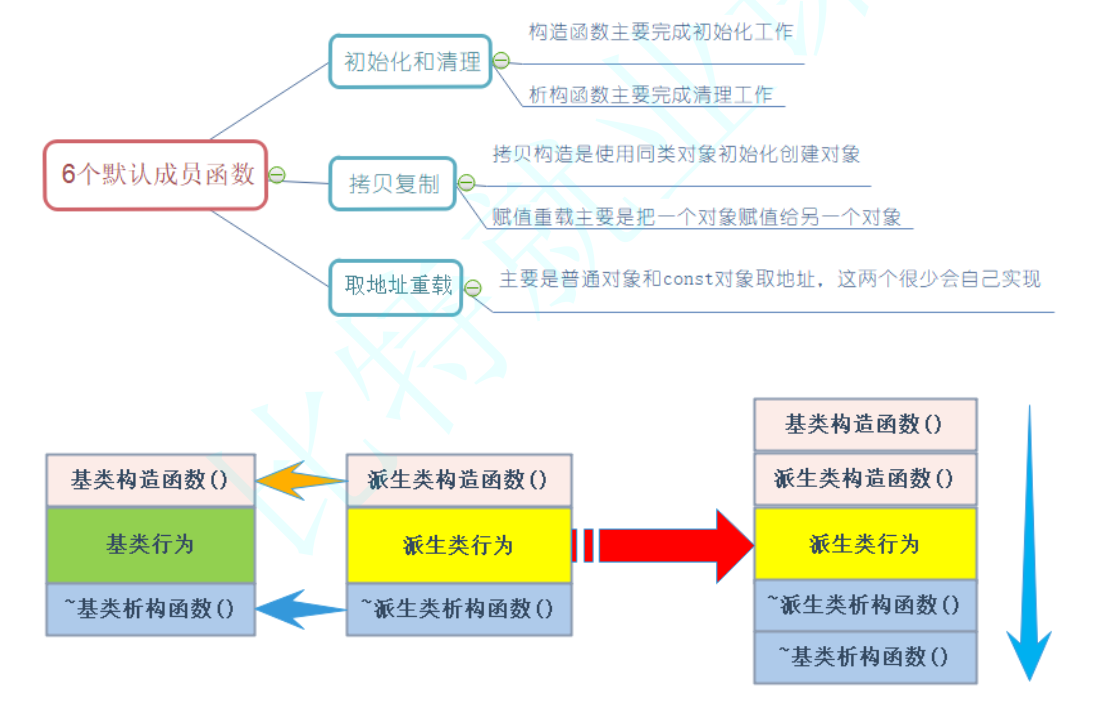 构造函数主要完成初始化工作
初始化和清理
析构函数主要完成清理工作
6个默认成员函数
拷贝构造是使用同类对象初始化创建对象
拷贝复制
赋值重载主要是把一个对象赋值给另一个对象
取地址重载
主要是普通对象和const对象取地址，这两个很少会自己实现
基类构造函数()
基类行为
~基类析构函数()
派生类构造函数()
派生类行为
~派生类析构函数()
基类构造函数()
派生类构造函数()
派生类行为
~派生类析构函数()
~基类析构函数()
比特就业课